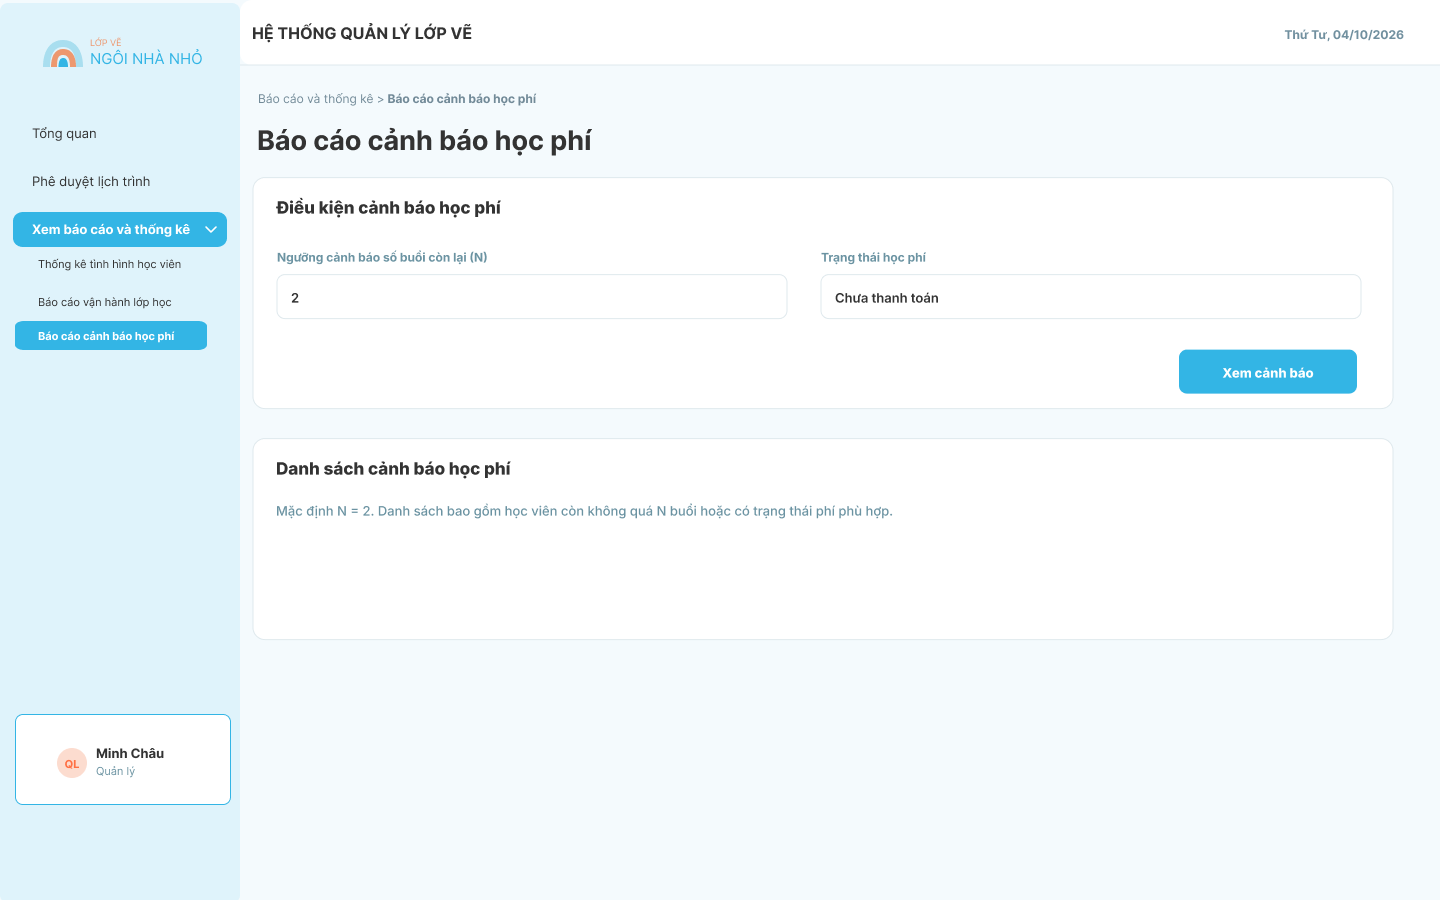 LỚP VẼ
NGÔI NHÀ NHỎ
Tổng quan
Phê duyệt lịch trình
Xem báo cáo và thống kê
Thống kê tình hình học viên
Báo cáo vận hành lớp học
Báo cáo cảnh báo học phí
QL
Minh Châu
Quản lý
HỆ THỐNG QUẢN LÝ LỚP VẼ
Thứ Tư, 04/10/2026
Báo cáo và thống kê > Báo cáo cảnh báo học phí
Báo cáo cảnh báo học phí
Điều kiện cảnh báo học phí
Ngưỡng cảnh báo số buổi còn lại (N)
2
Trạng thái học phí
Chưa thanh toán
Xem cảnh báo
Danh sách cảnh báo học phí
Mặc định N = 2. Danh sách bao gồm học viên còn không quá N buổi hoặc có trạng thái phí phù hợp.